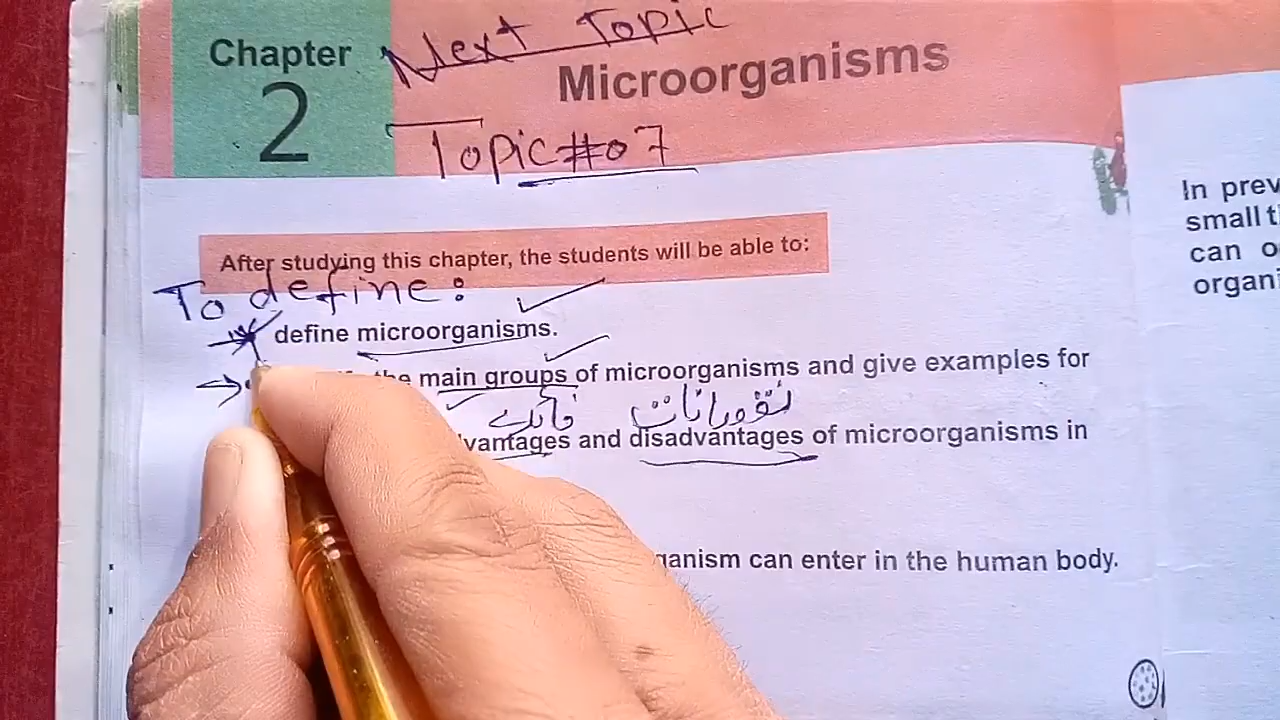 Chapter
2
Next Topic
Microorganisms
Topic#07
After studying this chapter, the students will be able to:
To define:
define microorganisms.
the main groups of microorganisms and give examples for
فائدے نقصانات
vantages and disadvantages of microorganisms in
ganism can enter in the human body.
In prev
small t
can o
organi